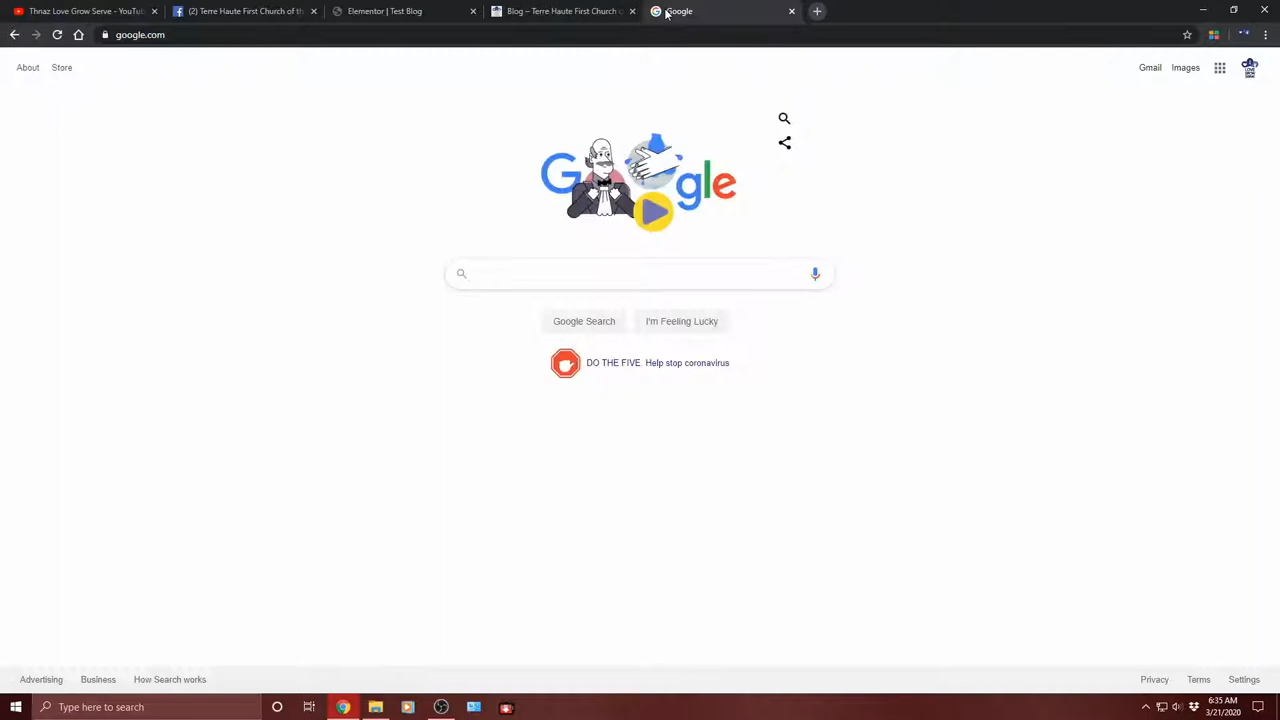 Thnaz Love Grow Serve - YouTub
(2) Terre Haute First Church of th
Elementor | Test Blog
Blog – Terre Haute First Church o
Google
google.com
About
Store
Gmail
Images
Google
Google Search
I'm Feeling Lucky
DO THE FIVE. Help stop coronavirus
Advertising
Business
How Search works
Privacy
Terms
Settings
Type here to search
6:35 AM
3/21/2020